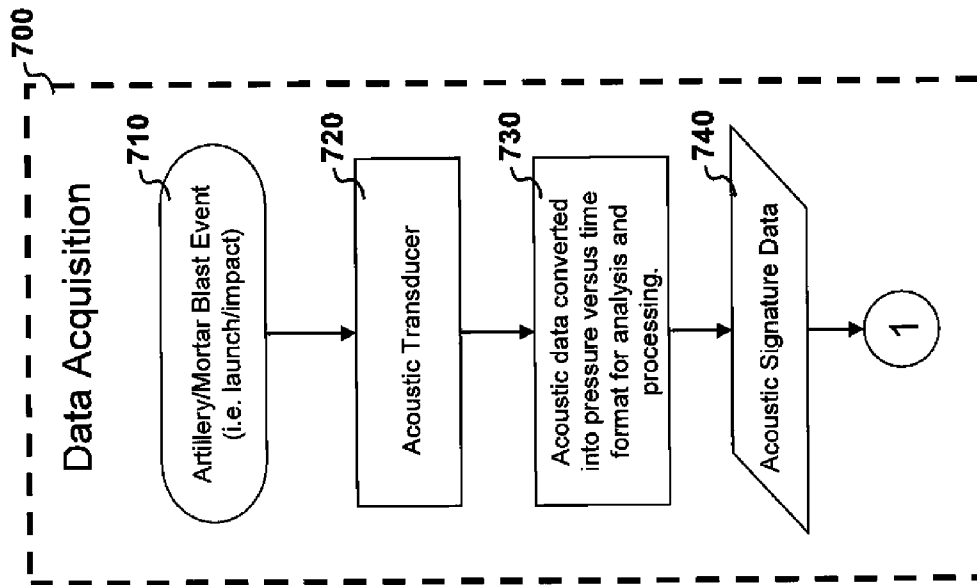 700
Data Acquisition
710
Artillery/Mortar Blast Event
(i.e. launch/impact)
720
Acoustic Transducer
730
Acoustic data converted
into pressure versus time
format for analysis and
processing.
740
Acoustic Signature Data
1